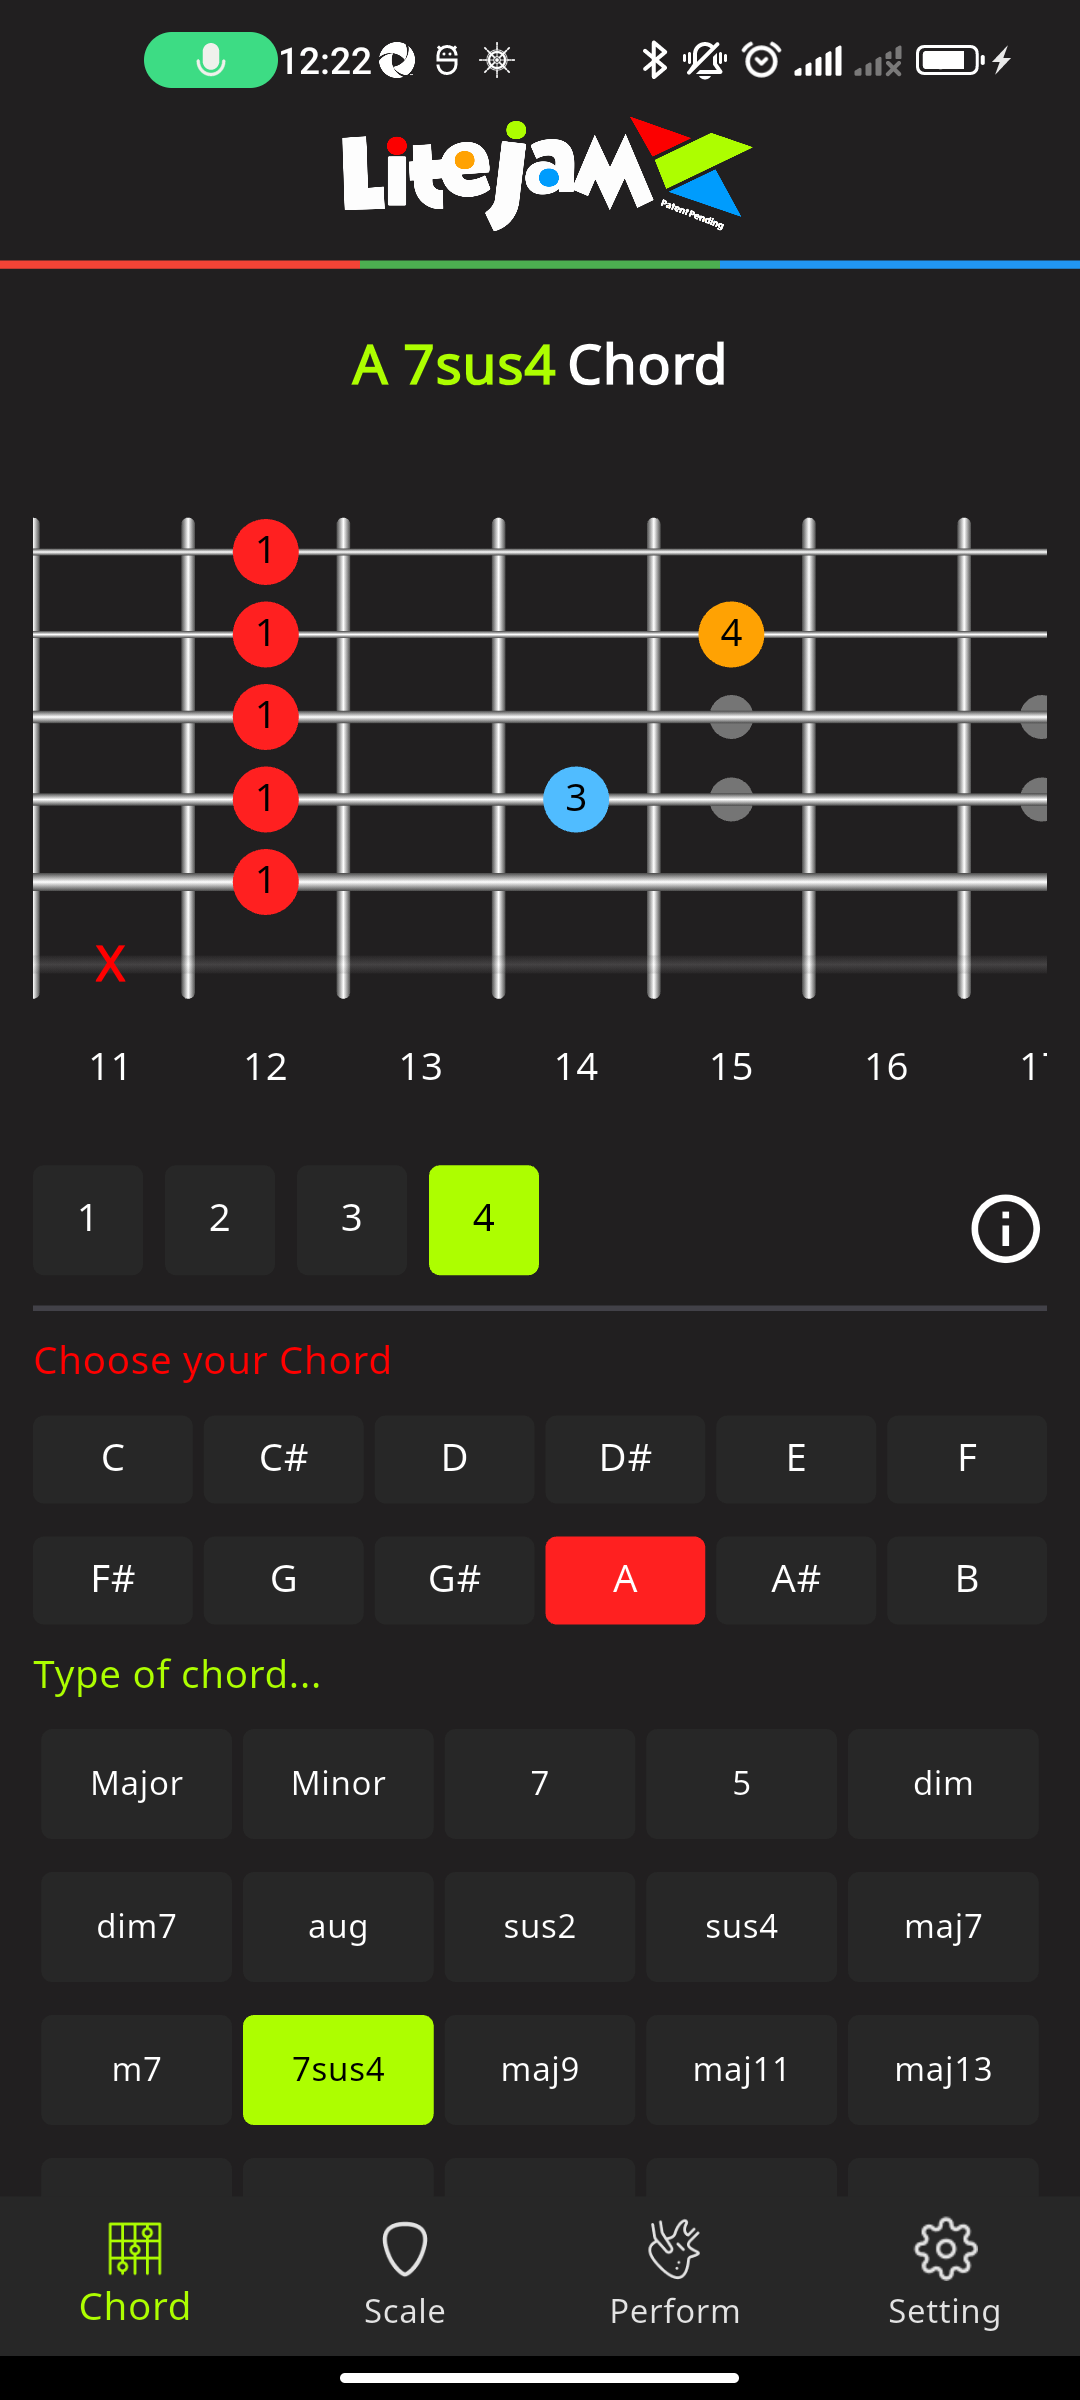 12:22
Litejam
Patent Pending
A 7sus4 Chord
1
1
4
1
1
3
1
X
11 12 13 14 15 16
1 2 3 4
Choose your Chord
C C# D D# E F
F# G G# A A# B
Type of chord...
Major Minor 7 5 dim
dim7 aug sus2 sus4 maj7
m7 7sus4 maj9 maj11 maj13
Chord Scale Perform Setting